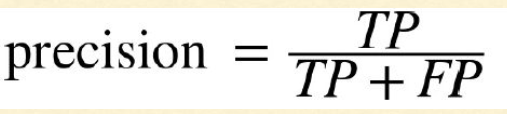 precision = TP / TP + FP